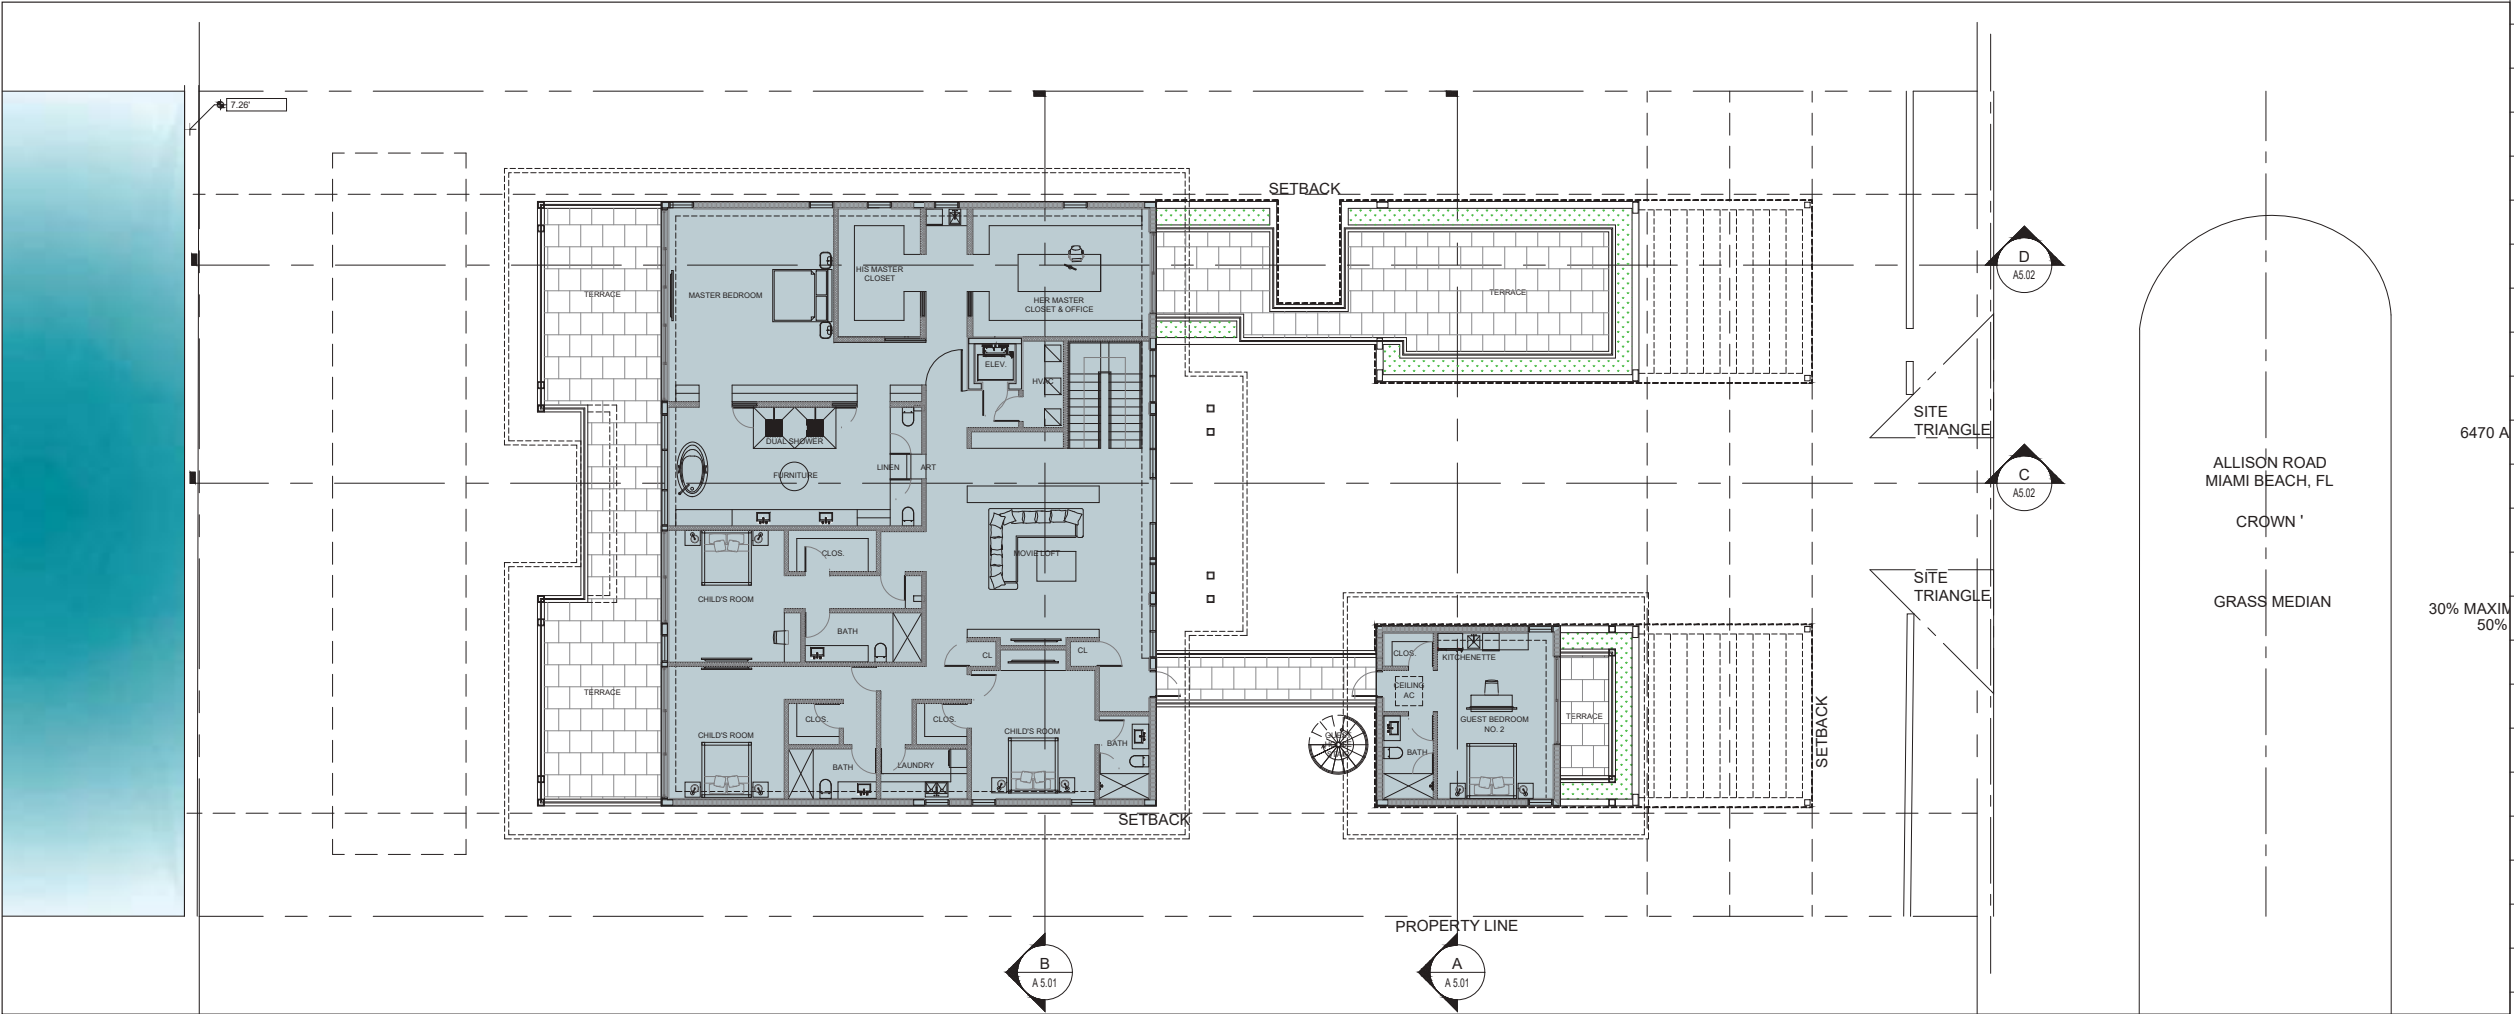 7.26'
SETBACK
D
A5.02
TERRACE
MASTER BEDROOM
HIS MASTER
CLOSET
HER MASTER
CLOSET & OFFICE
TERRACE
ELEV.
HVAC
SITE
TRIANGLE
6470 A
DUAL SHOWER
LINEN
ART
FURNITURE
C
A5.02
ALLISON ROAD
MIAMI BEACH, FL
CROWN '
CLOS.
MOVIE LOFT
CHILD'S ROOM
SITE
TRIANGLE
GRASS MEDIAN
30% MAXIM
50%
BATH
CL
CL
CLOS.
KITCHENETTE
CEILING
AC
TERRACE
CLOS.
CLOS.
CHILD'S ROOM
CHILD'S ROOM
BATH
GUEST BEDROOM
NO. 2
TERRACE
SETBACK
BATH
LAUNDRY
BATH
SETBACK
PROPERTY LINE
B
A 5.01
A
A 5.01